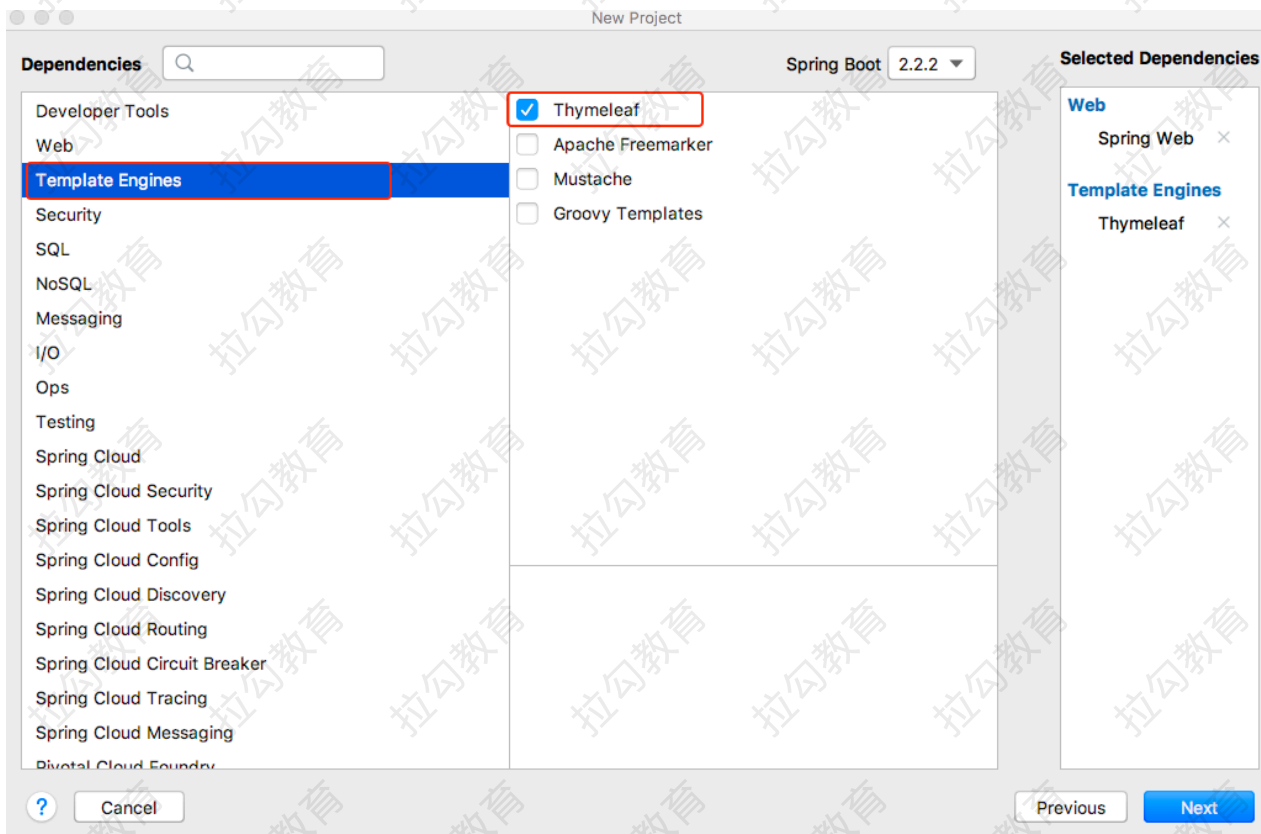 New Project
Dependencies
Spring Boot 2.2.2
Selected Dependencies
Developer Tools
Web
Template Engines
Security
SQL
NoSQL
Messaging
I/O
Ops
Testing
Spring Cloud
Spring Cloud Security
Spring Cloud Tools
Spring Cloud Config
Spring Cloud Discovery
Spring Cloud Routing
Spring Cloud Circuit Breaker
Spring Cloud Tracing
Spring Cloud Messaging
Pivotal Cloud Foundry
Thymeleaf
Apache Freemarker
Mustache
Groovy Templates
Web
Spring Web
Template Engines
Thymeleaf
?
Cancel
Previous
Next
拉勾教育